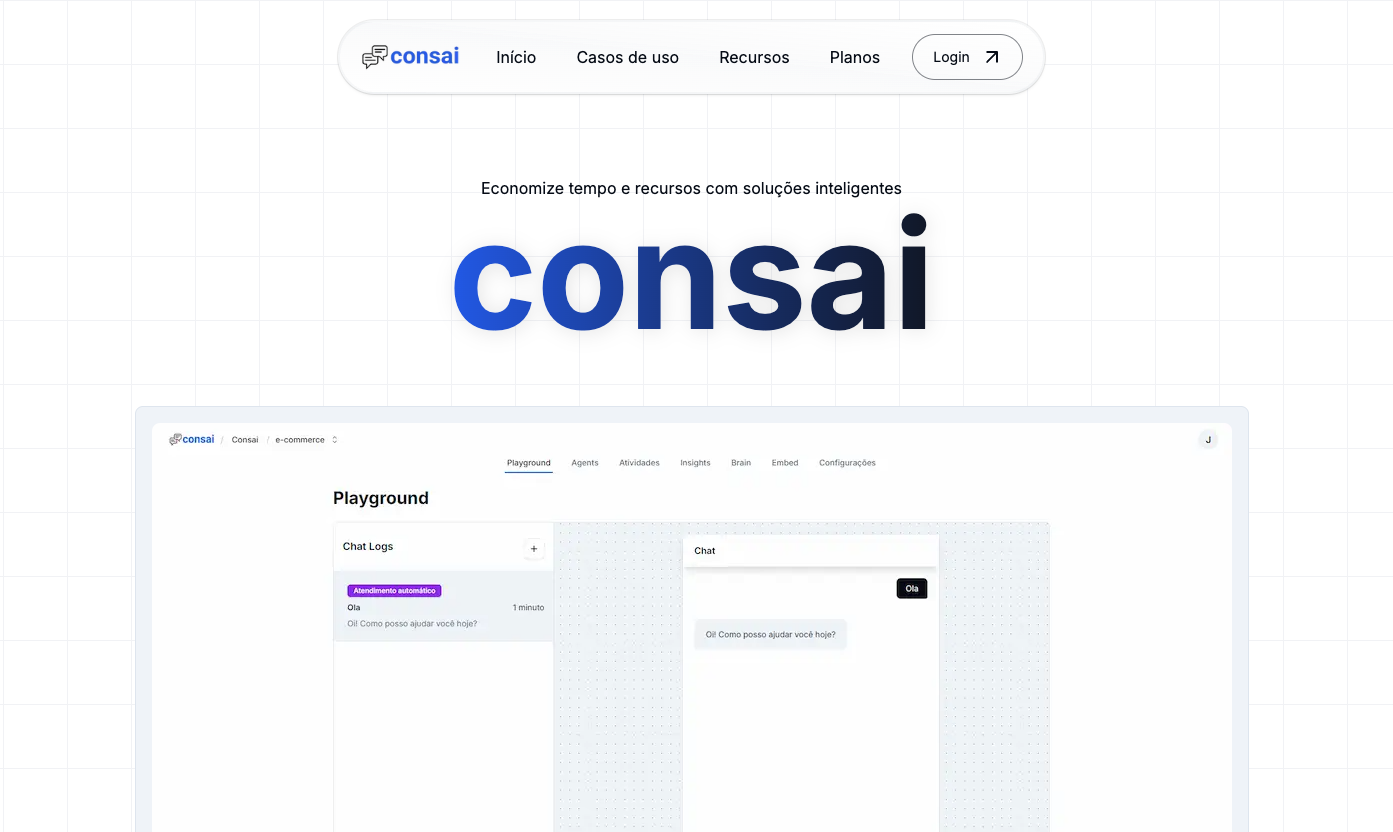 consai Início Casos de uso Recursos Planos Login
Economize tempo e recursos com soluções inteligentes
consai
consai / Consai / e-commerce J
Playground Agents Atividades Insights Brain Embed Configurações
Playground
Chat Logs +
Atendimento automático
Ola 1 minuto
Oi! Como posso ajudar você hoje?
Chat
Ola
Oi! Como posso ajudar você hoje?